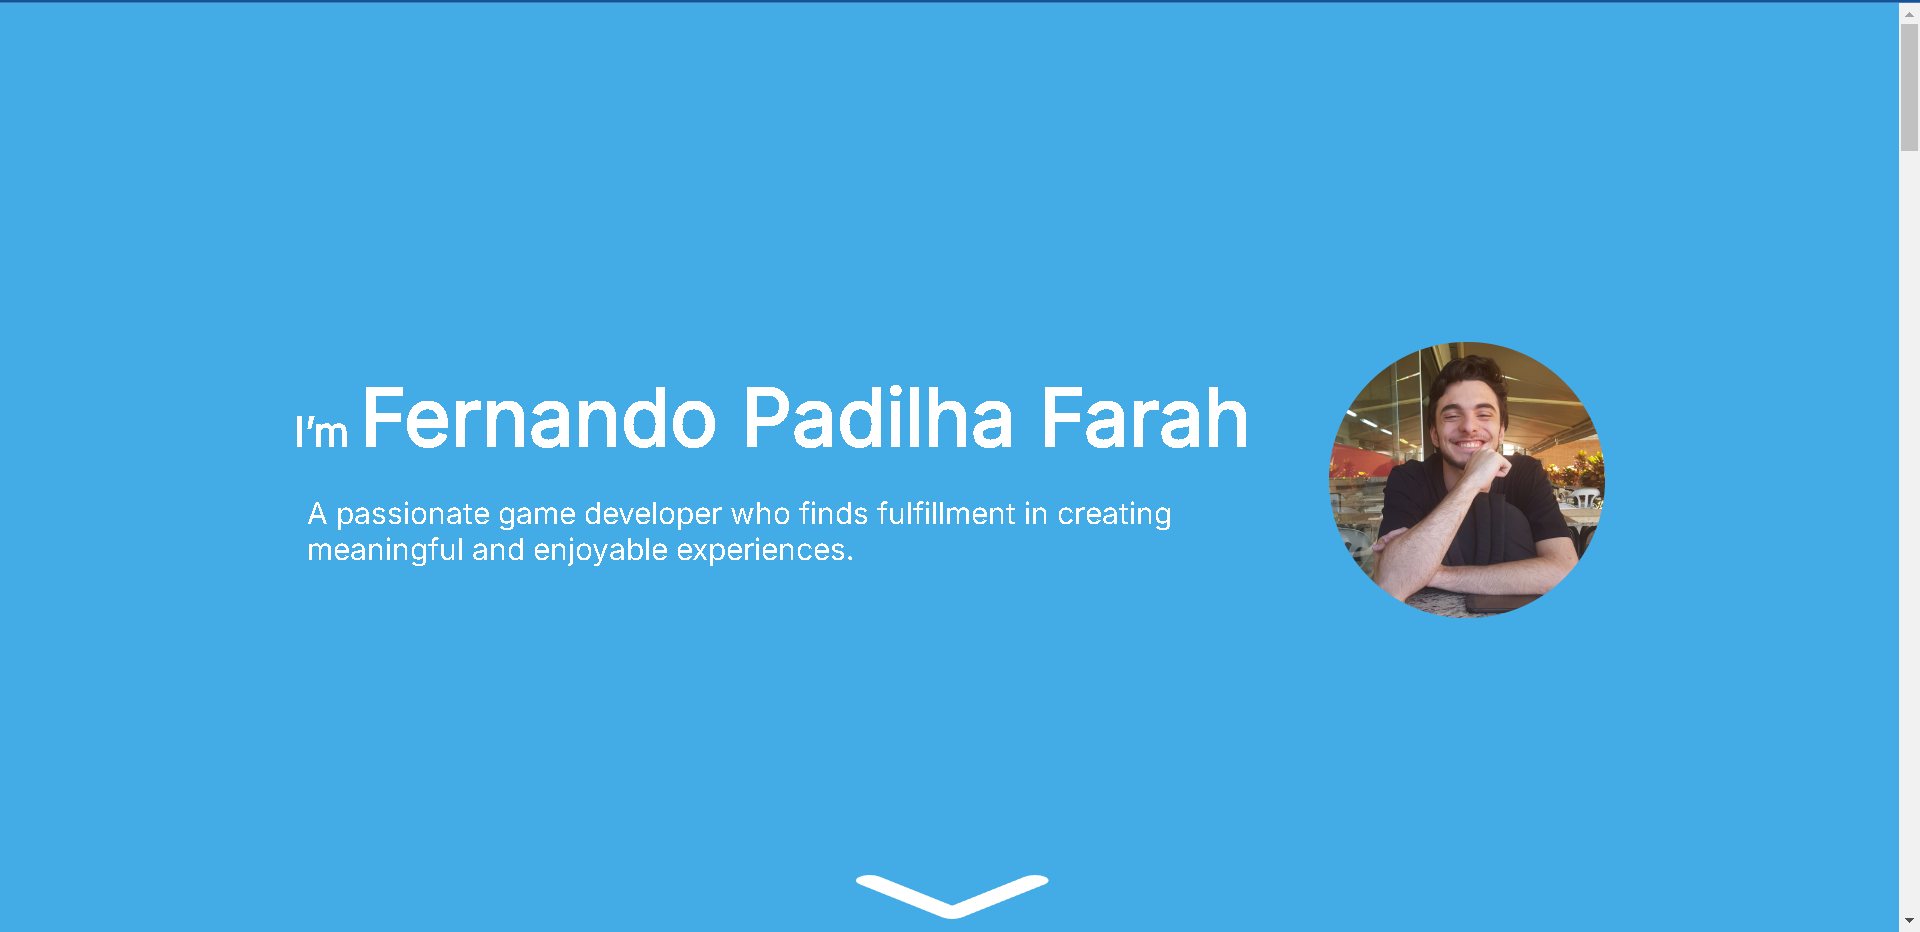 I’m Fernando Padilha Farah
A passionate game developer who finds fulfillment in creating
meaningful and enjoyable experiences.